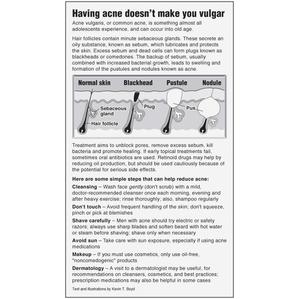 Having acne doesn't make you vulgar
Acne vulgaris, or common acne, is something almost all
adolescents experience, and can occur into old age.
Hair follicles contain minute sebaceous glands. These secrete an
oily substance, known as sebum, which lubricates and protects
the skin. Excess sebum and dead cells can form plugs known as
blackheads or comedones. The backup of sebum, usually
combined with increased bacterial growth, leads to swelling and
formation of the pustules and nodules known as acne.
Normal skin Blackhead Pustule Nodule
Sebaceous gland
Plug
Pus
Hair follicle
Treatment aims to unblock pores, remove excess sebum, kill
bacteria and promote healing. If early topical treatments fail,
sometimes oral antibiotics are used. Retinoid drugs may help by
reducing oil production, but should be used cautiously because of
the potential for serious side effects.
Here are some simple steps that can help reduce acne:
Cleansing – Wash face gently (don't scrub) with a mild,
doctor-recommended cleanser once each morning, evening and
after heavy exercise; rinse thoroughly; also, shampoo regularly
Don't touch – Avoid frequent handling of the skin; don't squeeze,
pinch or pick at blemishes
Shave carefully – Men with acne should try electric or safety
razors; always use sharp blades and soften beard with hot water
or steam before shaving; shave only when necessary
Avoid sun – Take care with sun exposure, especially if using acne
medications
Makeup – If you must use cosmetics, only use oil-free,
"noncomedogenic" products
Dermatology – A visit to a dermatologist may be useful, for
recommendations on cleansers, cosmetics, and best practices;
prescription medications may also be helpful in some cases
Text and illustrations by Kevin T. Boyd